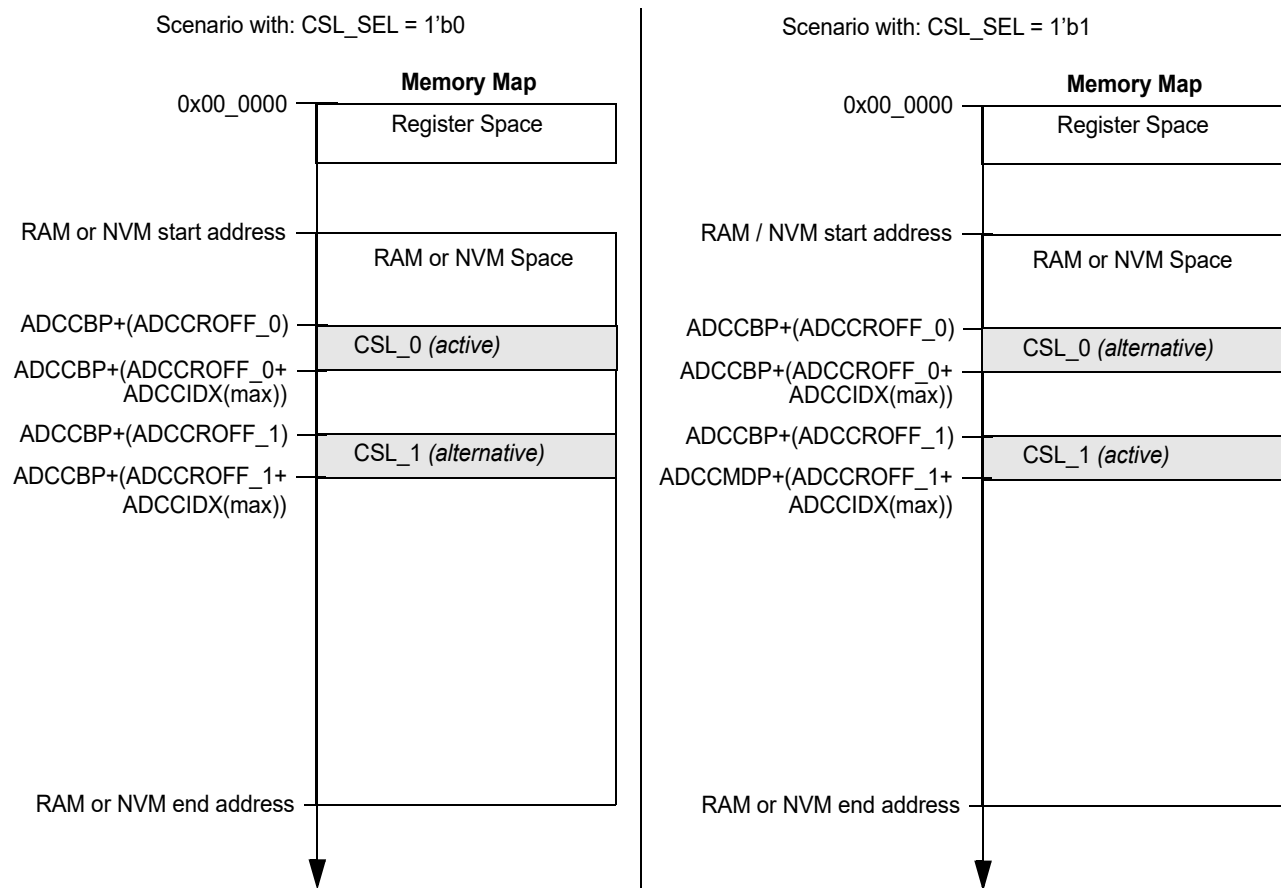 Scenario with: CSL_SEL = 1’b0
Memory Map
0x00_0000
Register Space
RAM or NVM start address
RAM or NVM Space
ADCCBP+(ADCCROFF_0)
CSL_0 (active)
ADCCBP+(ADCCROFF_0+
ADCCIDX(max))
ADCCBP+(ADCCROFF_1)
CSL_1 (alternative)
ADCCBP+(ADCCROFF_1+
ADCCIDX(max))
RAM or NVM end address
Scenario with: CSL_SEL = 1’b1
Memory Map
0x00_0000
Register Space
RAM / NVM start address
RAM or NVM Space
ADCCBP+(ADCCROFF_0)
CSL_0 (alternative)
ADCCBP+(ADCCROFF_0+
ADCCIDX(max))
ADCCBP+(ADCCROFF_1)
CSL_1 (active)
ADCCMDP+(ADCCROFF_1+
ADCCIDX(max))
RAM or NVM end address